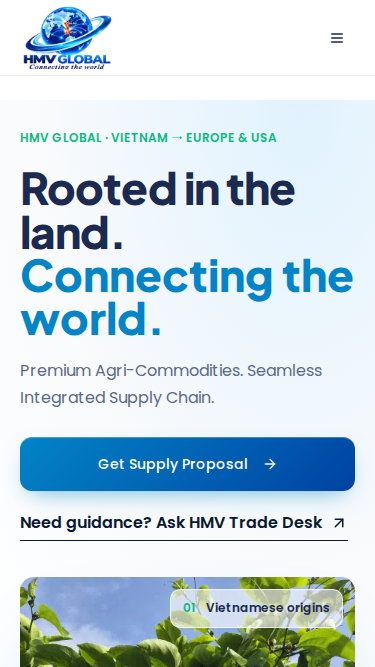 HMV GLOBAL
Connecting the world
HMV GLOBAL · VIETNAM → EUROPE & USA
Rooted in the
land.
Connecting the
world.
Premium Agri-Commodities. Seamless
Integrated Supply Chain.
Get Supply Proposal →
Need guidance? Ask HMV Trade Desk ↗
01 Vietnamese origins